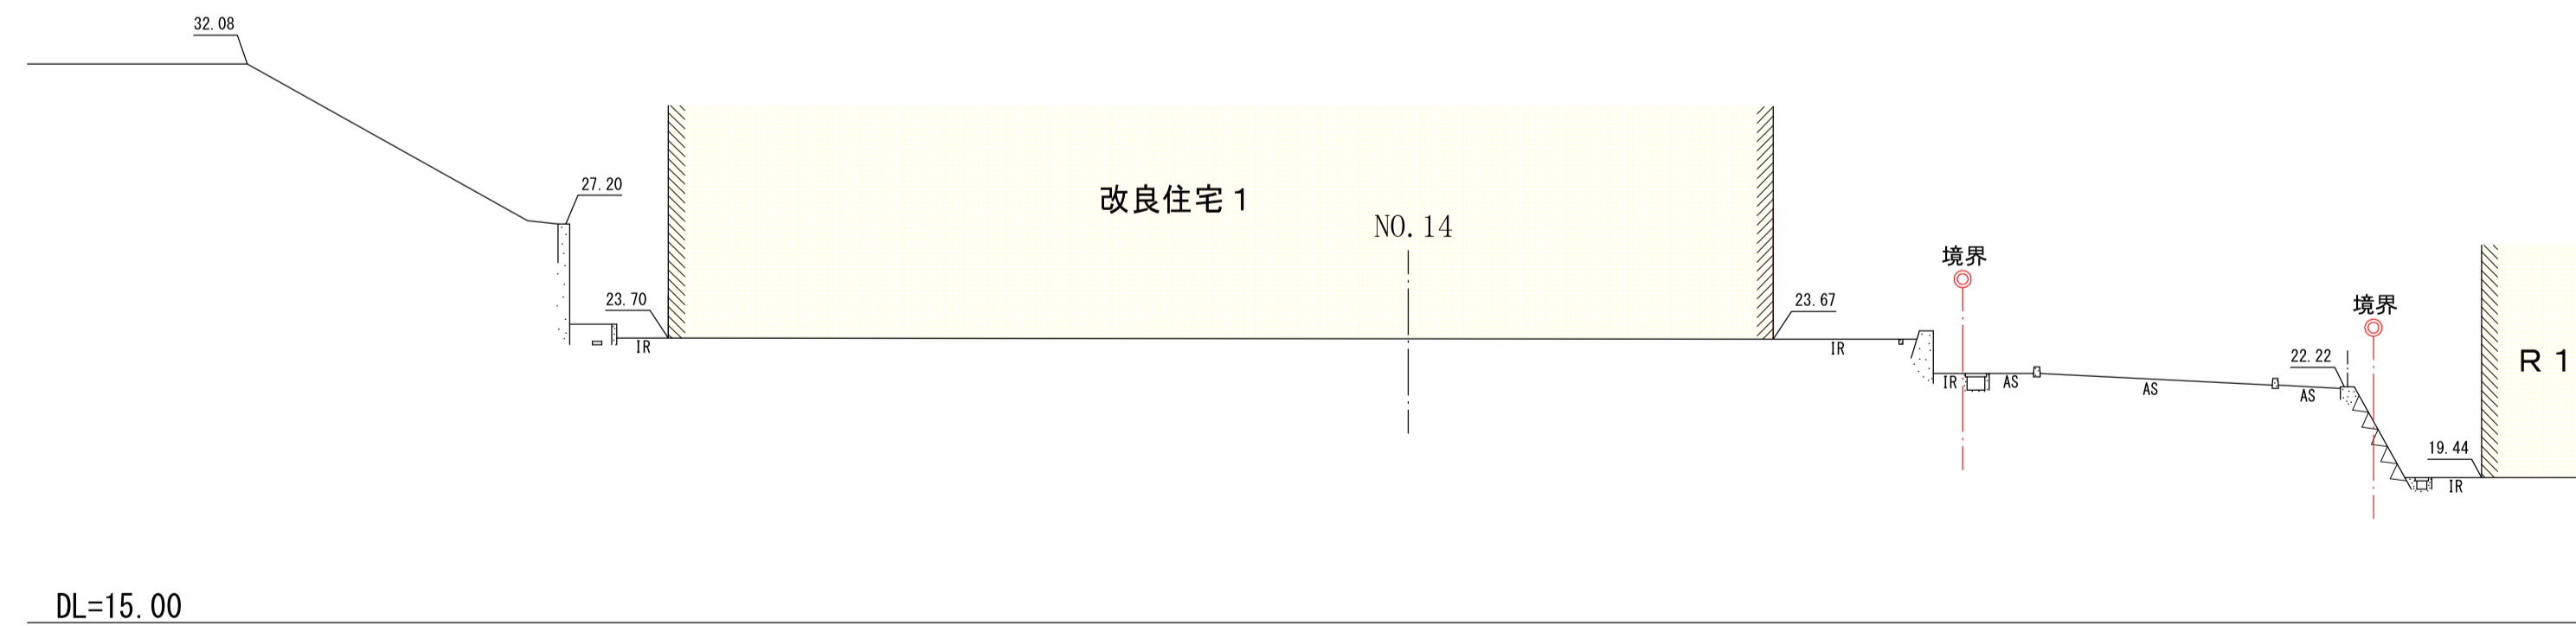 32.08
27.20
改良住宅１
NO.14
境界
23.70
23.67
境界
IR
IR
22.22
R 1
IR
AS
AS
AS
19.44
IR
DL=15.00